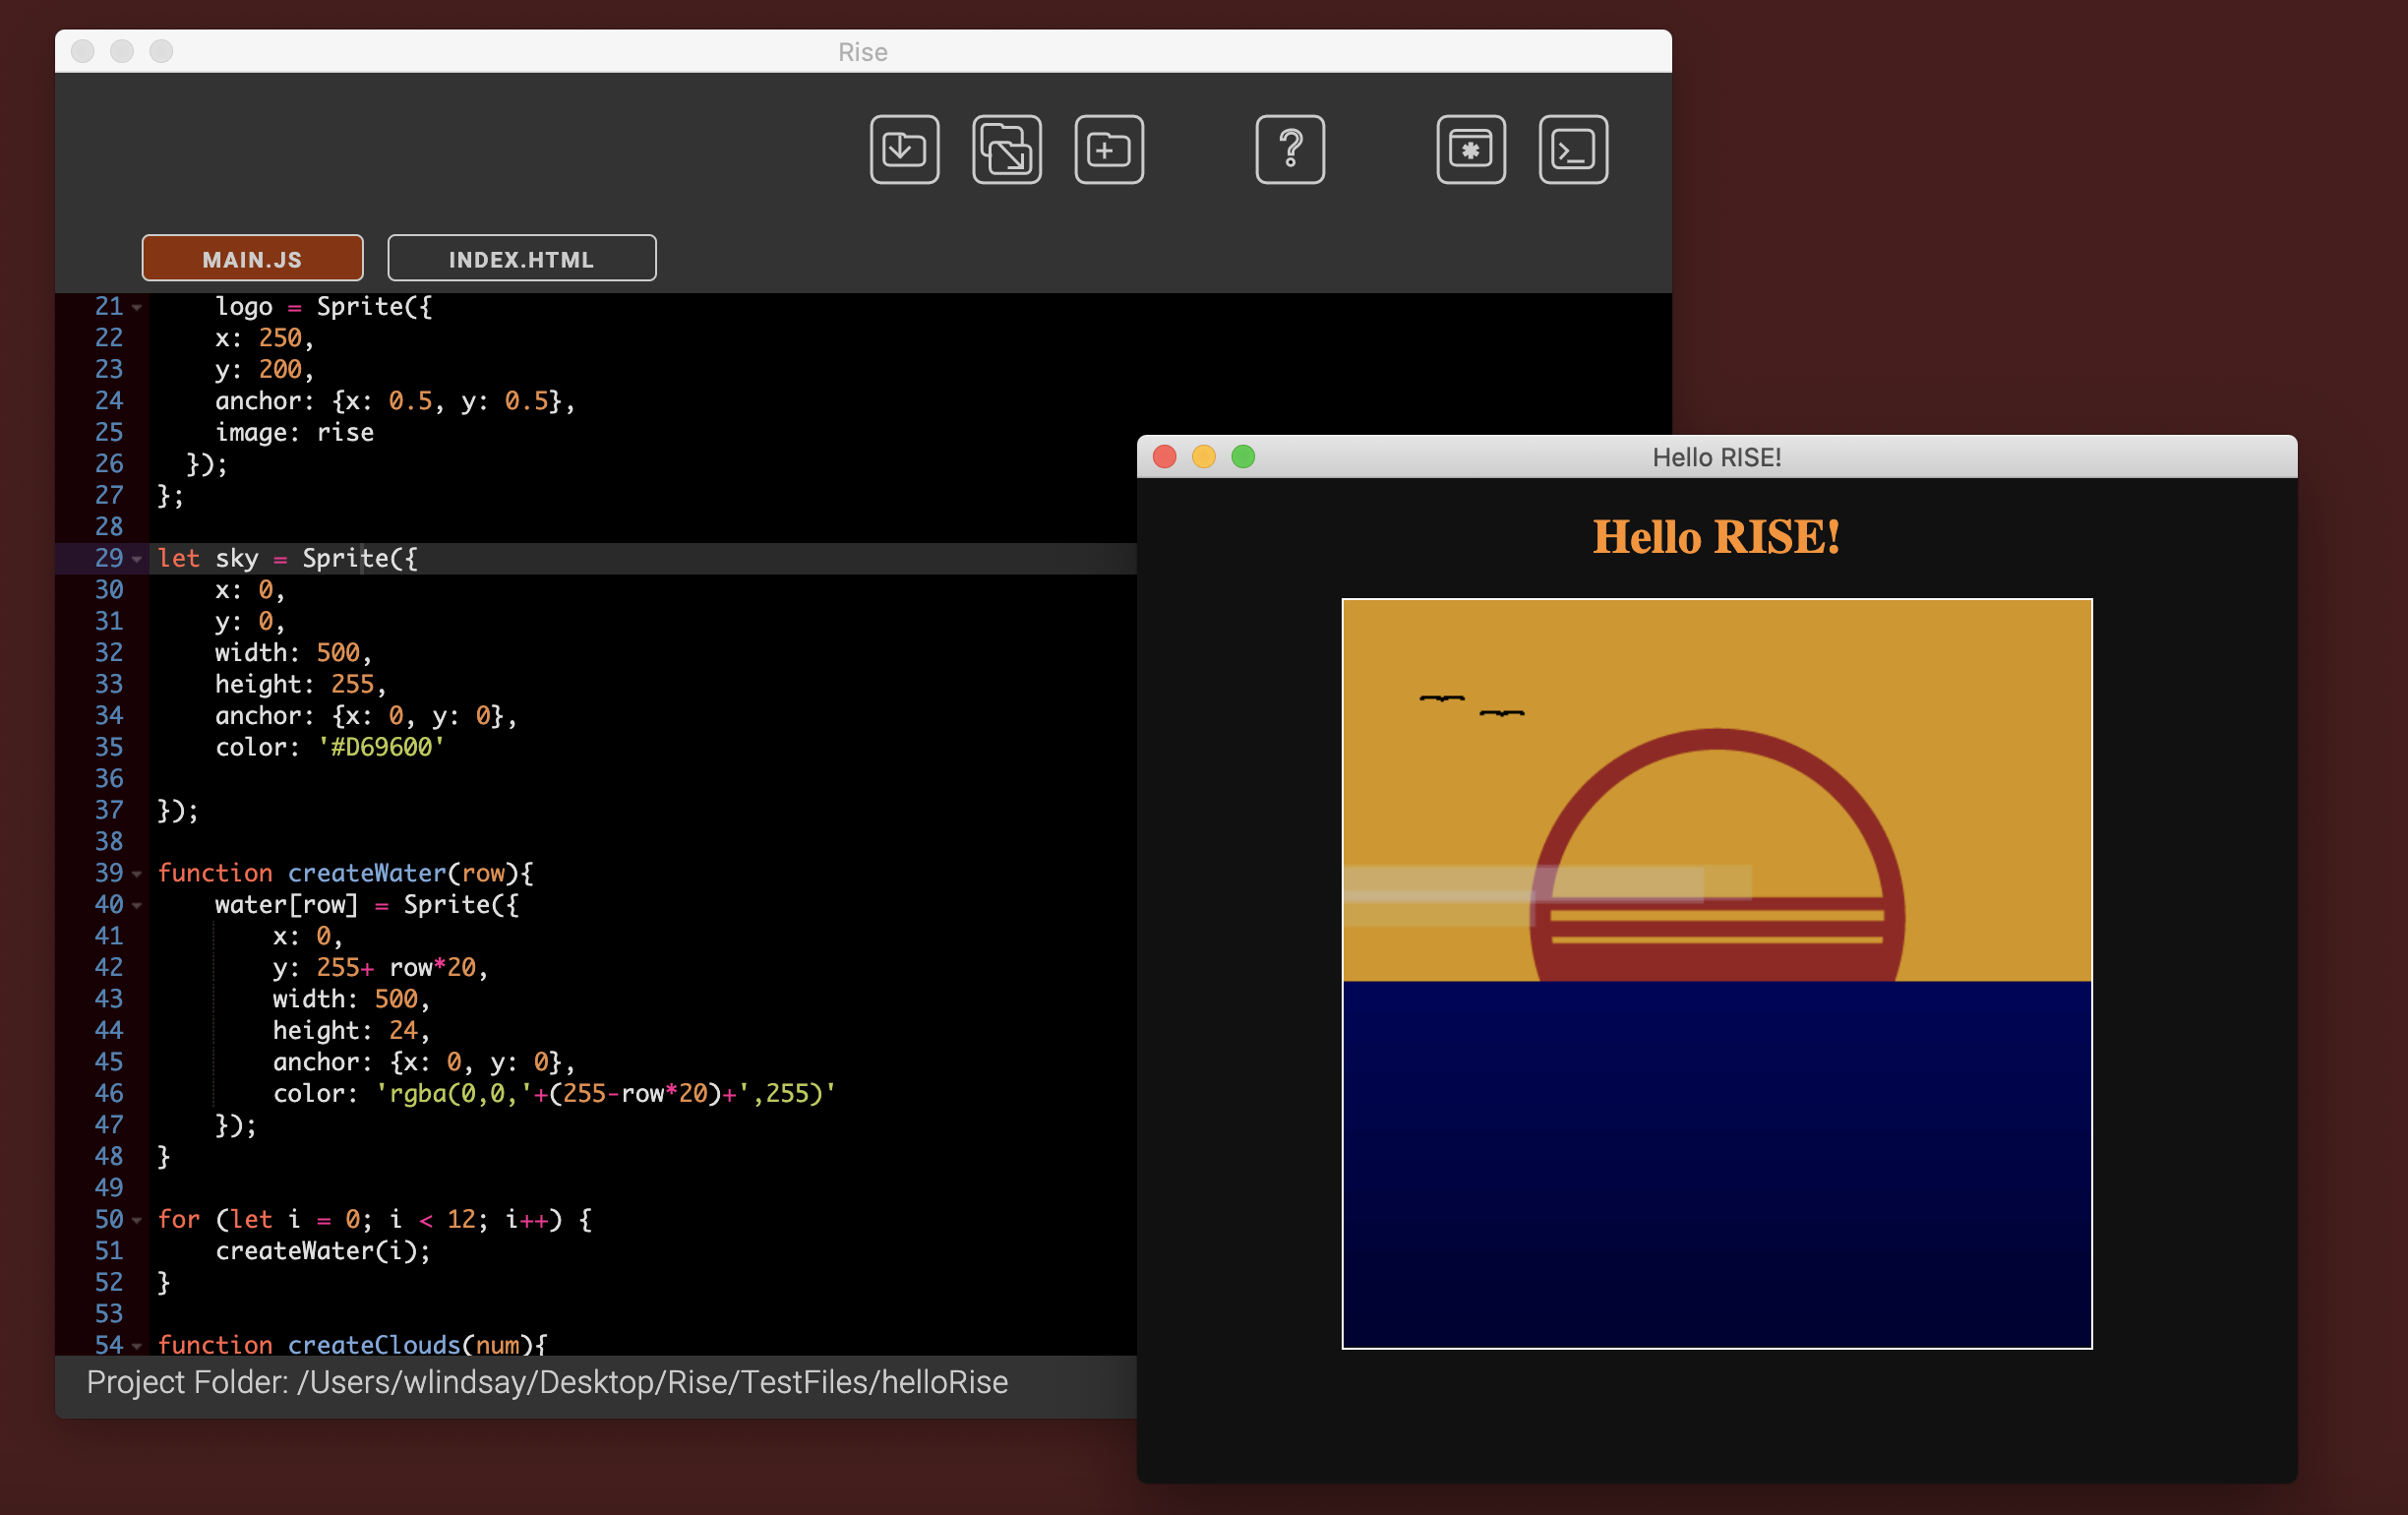 Rise
?
MAIN.JS
INDEX.HTML
21 logo = Sprite({
22 x: 250,
23 y: 200,
24 anchor: {x: 0.5, y: 0.5},
25 image: rise
26 });
27 };
28
29 let sky = Sprite({
30 x: 0,
31 y: 0,
32 width: 500,
33 height: 255,
34 anchor: {x: 0, y: 0},
35 color: '#D69600'
36
37 });
38
39 function createWater(row){
40 water[row] = Sprite({
41 x: 0,
42 y: 255+ row*20,
43 width: 500,
44 height: 24,
45 anchor: {x: 0, y: 0},
46 color: 'rgba(0,0,'+(255-row*20)+',255)'
47 });
48 }
49
50 for (let i = 0; i < 12; i++) {
51 createWater(i);
52 }
53
54 function createClouds(num){
Project Folder: /Users/wlindsay/Desktop/Rise/TestFiles/helloRise
Hello RISE!
Hello RISE!